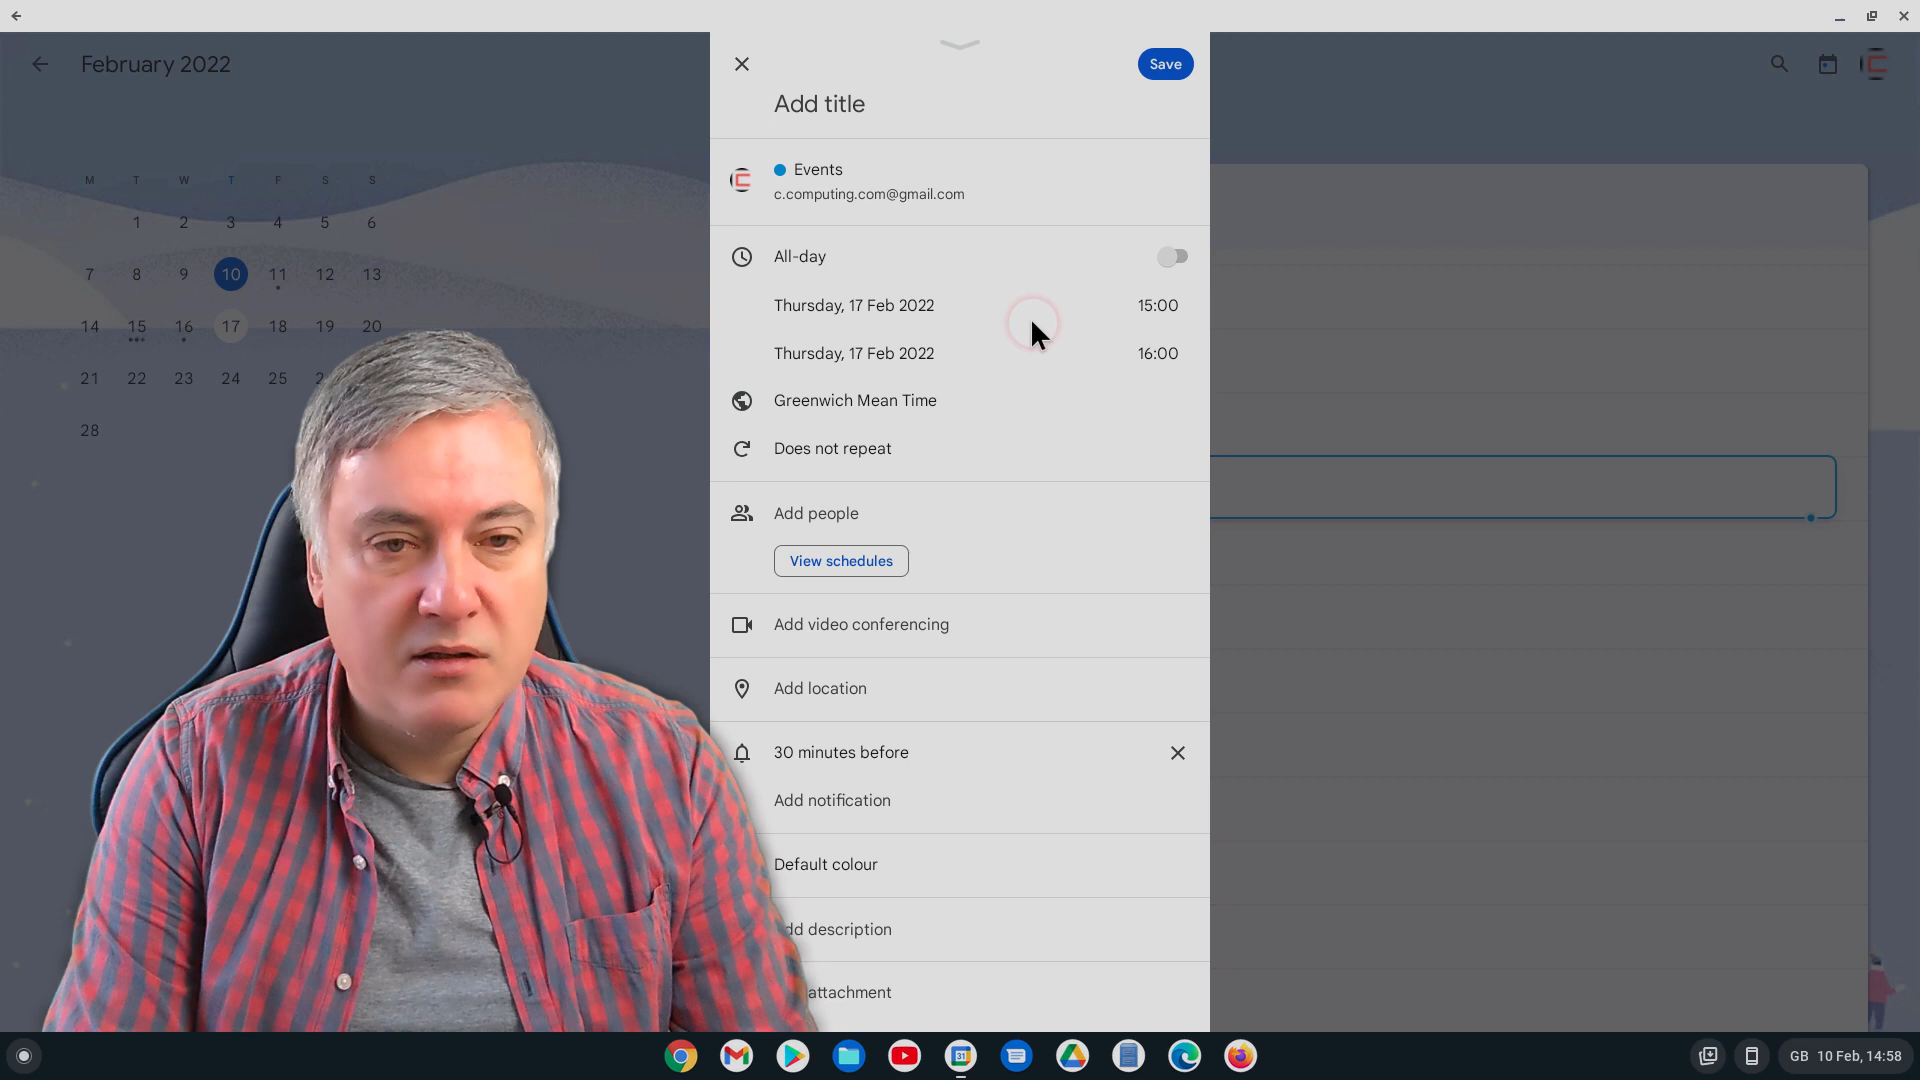 February 2022
M T W T F S S
1 2 3 4 5 6
7 8 9 10 11 12 13
14 15 16 17 18 19 20
21 22 23 24 25
28
Save
Add title
Events
c.computing.com@gmail.com
All-day
Thursday, 17 Feb 2022 15:00
Thursday, 17 Feb 2022 16:00
Greenwich Mean Time
Does not repeat
Add people
View schedules
Add video conferencing
Add location
30 minutes before
Add notification
Default colour
dd description
attachment
31
GB 10 Feb, 14:58